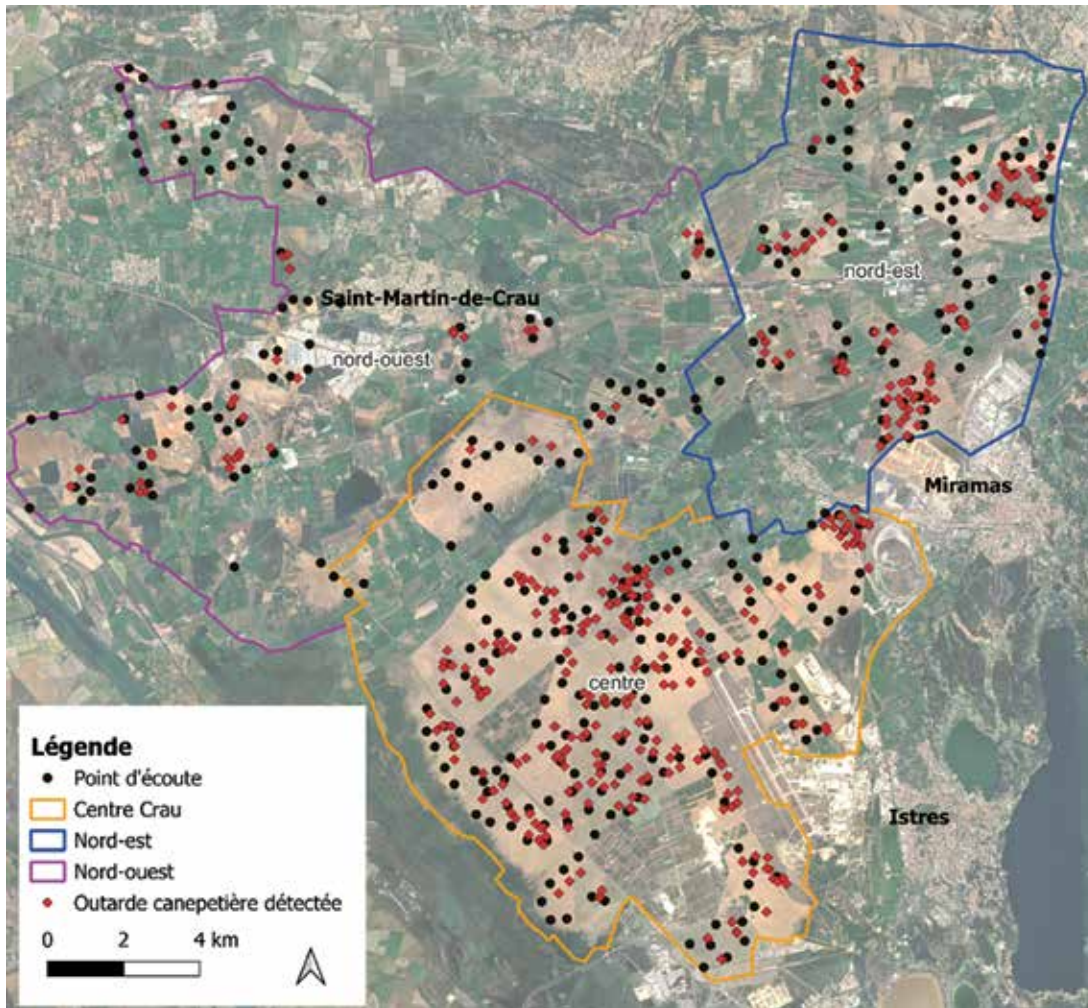 nord-est
Saint-Martin-de-Crau
nord-ouest
Miramas
centre
Istres
Légende
Point d'écoute
Centre Crau
Nord-est
Nord-ouest
Outarde canepetière détectée
0 2 4 km